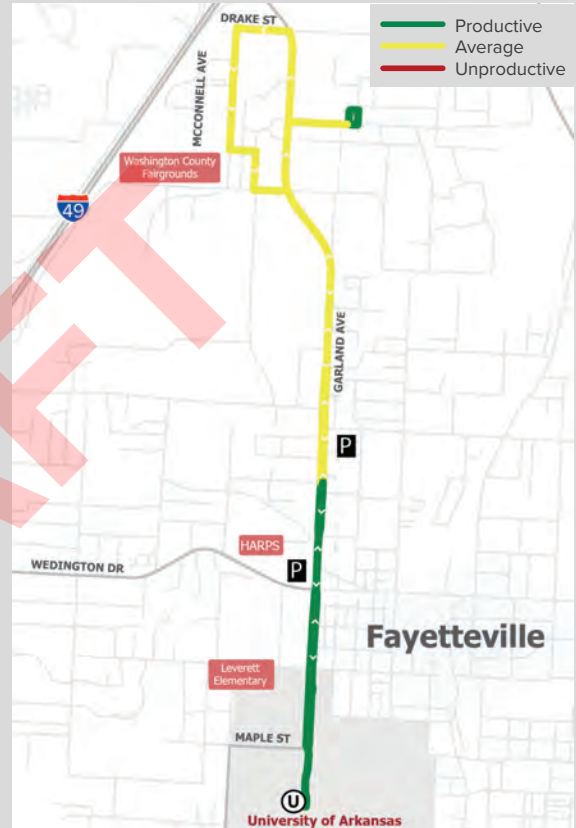 DRAKE ST
Productive
Average
Unproductive
MCCONNELL AVE
Washington County
Fairgrounds
49
GARLAND AVE
P
HARPS
P
WEDINGTON DR
Fayetteville
Leverett
Elementary
MAPLE ST
U
University of Arkansas